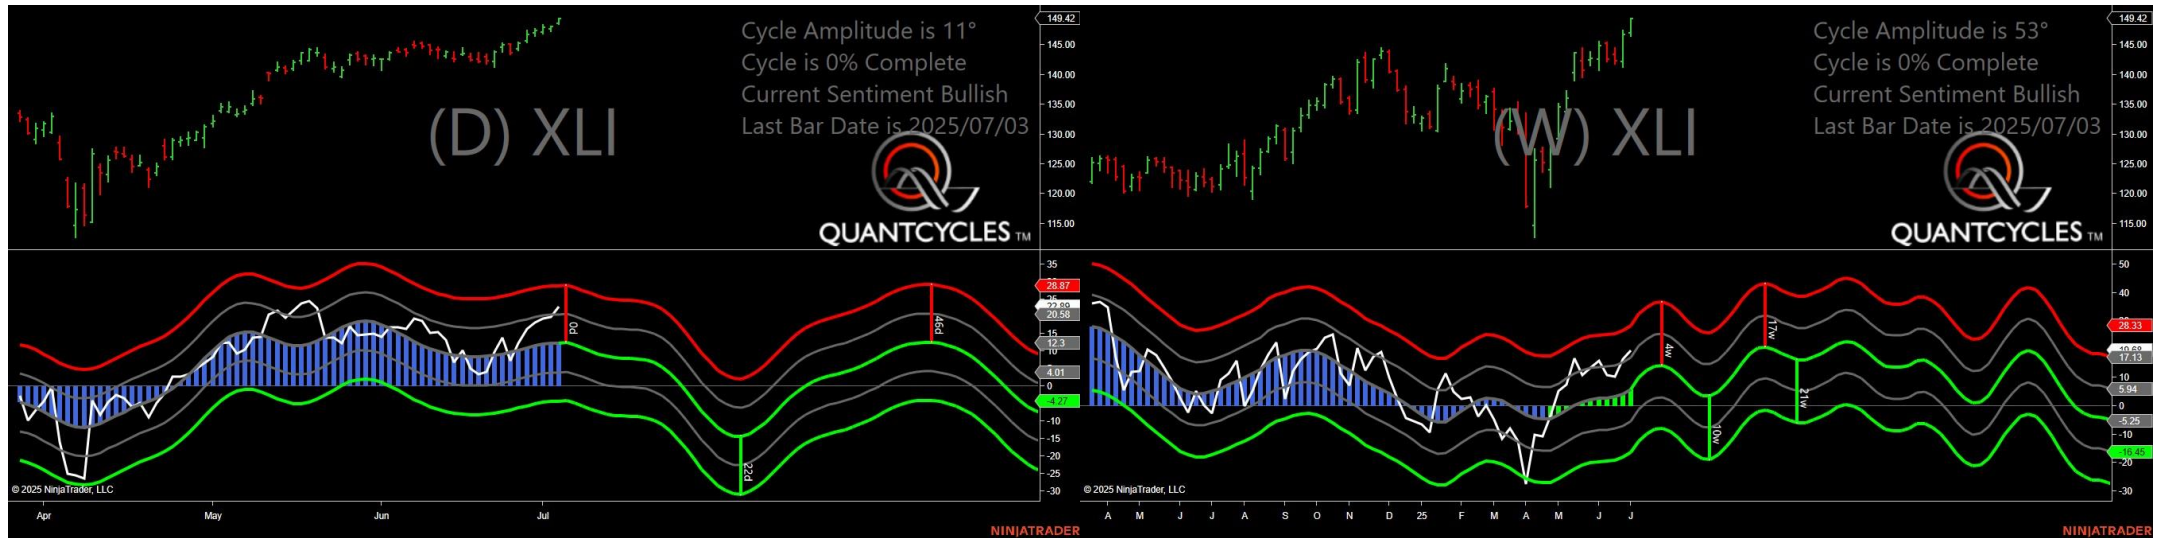 Cycle Amplitude is 11°
Cycle is 0% Complete
Current Sentiment Bullish
Last Bar Date is 2025/07/03
(D) XLI
QUANTCYCLES TM
149.42
145.00
140.00
135.00
130.00
125.00
120.00
115.00
35
28.87
25
22.89
20.58
15
12.3
10
4.01
0
-4.27
-10
-15
-20
-25
-30
0d
22d
46d
© 2025 NinjaTrader, LLC
Apr
May
Jun
Jul
NINJATRADER
Cycle Amplitude is 53°
Cycle is 0% Complete
Current Sentiment Bullish
Last Bar Date is 2025/07/03
(W) XLI
QUANTCYCLES TM
149.42
145.00
140.00
135.00
130.00
125.00
120.00
115.00
50
40
28.33
17.13
10
5.94
0
-5.25
-10
-16.45
-20
-30
4w
10w
17w
21w
© 2025 NinjaTrader, LLC
A M J J A S O N D 25 F M A M J J
NINJATRADER